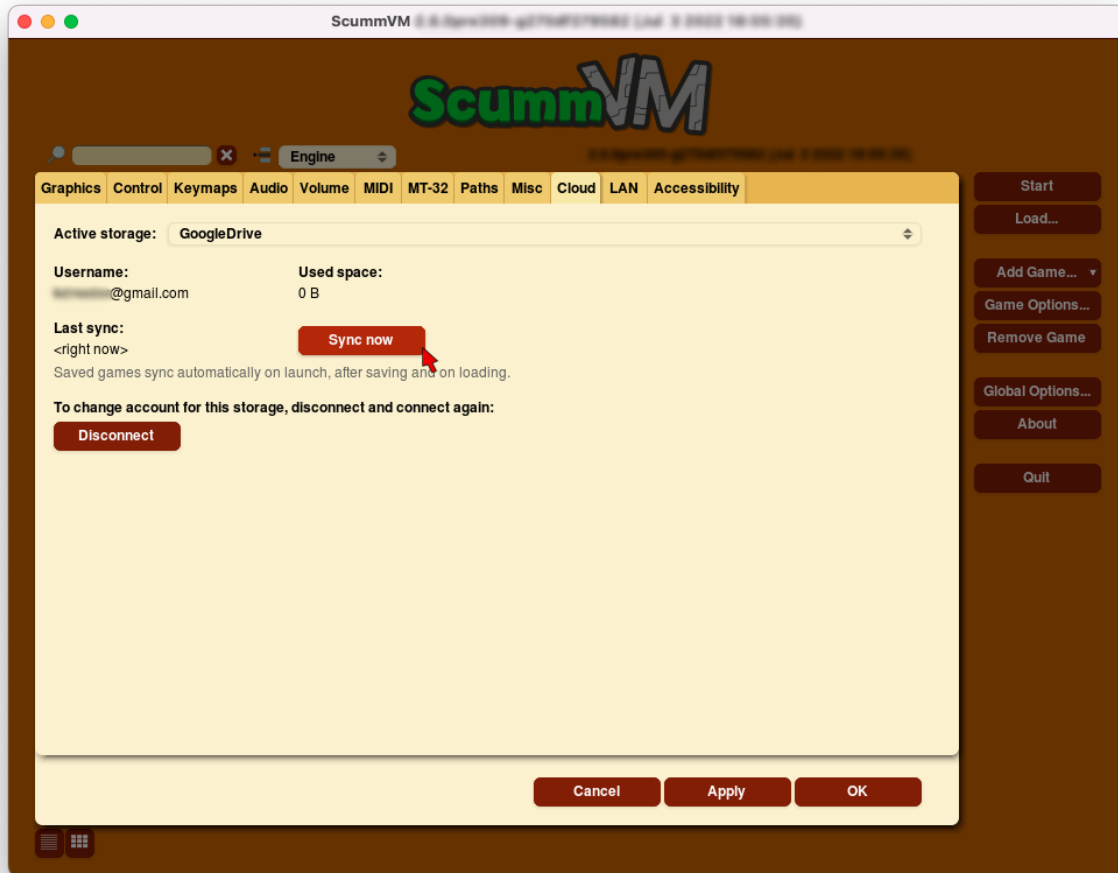 ScummVM
ScummVM
Engine
Graphics Control Keymaps Audio Volume MIDI MT-32 Paths Misc Cloud LAN Accessibility
Active storage: GoogleDrive
Username: Used space:
@gmail.com 0 B
Last sync:
<right now>
Sync now
Saved games sync automatically on launch, after saving and on loading.
To change account for this storage, disconnect and connect again:
Disconnect
Cancel Apply OK
Start
Load...
Add Game...
Game Options...
Remove Game
Global Options...
About
Quit